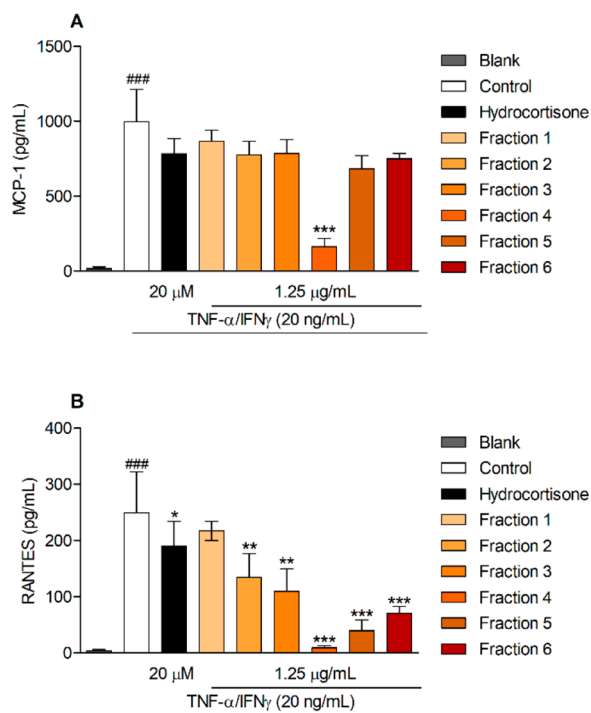 A
1500
1000
500
0
MCP-1 (pg/mL)
###
***
20 μM
1.25 μg/mL
TNF-α/IFNγ (20 ng/mL)
Blank
Control
Hydrocortisone
Fraction 1
Fraction 2
Fraction 3
Fraction 4
Fraction 5
Fraction 6
B
400
300
200
100
0
RANTES (pg/mL)
###
*
**
**
***
***
***
20 μM
1.25 μg/mL
TNF-α/IFNγ (20 ng/mL)
Blank
Control
Hydrocortisone
Fraction 1
Fraction 2
Fraction 3
Fraction 4
Fraction 5
Fraction 6